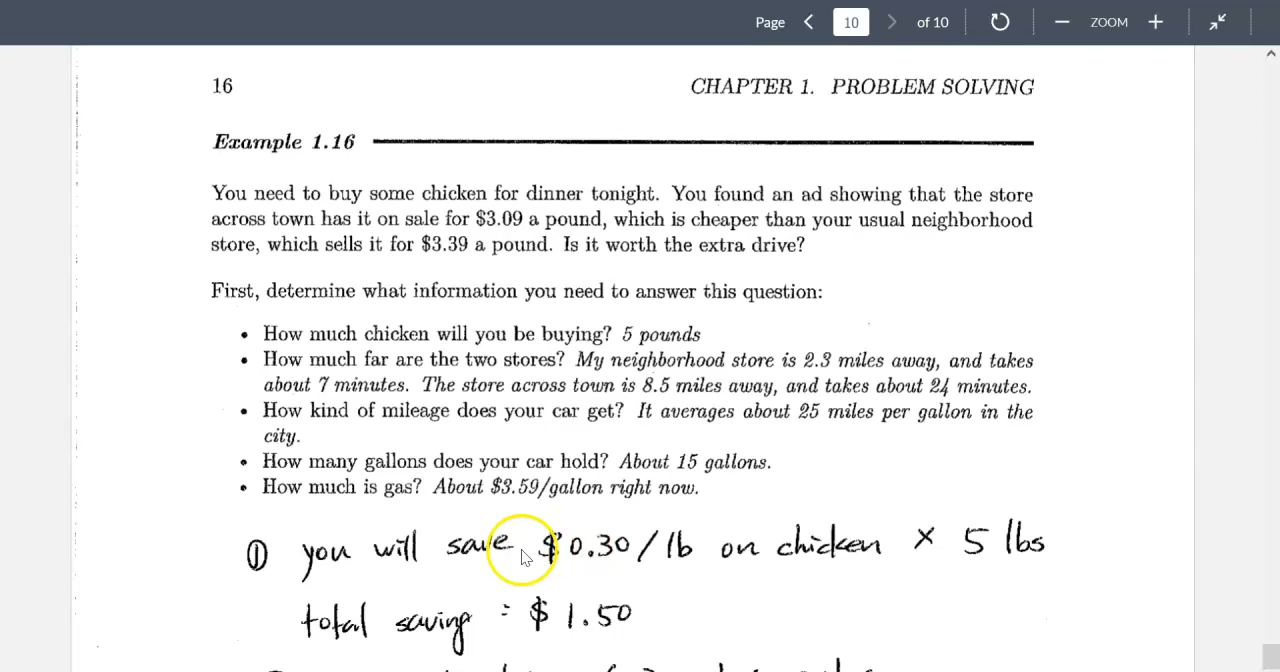 Page 10 of 10 ZOOM
16 CHAPTER 1. PROBLEM SOLVING
Example 1.16
You need to buy some chicken for dinner tonight. You found an ad showing that the store
across town has it on sale for $3.09 a pound, which is cheaper than your usual neighborhood
store, which sells it for $3.39 a pound. Is it worth the extra drive?
First, determine what information you need to answer this question:
• How much chicken will you be buying? 5 pounds
• How much far are the two stores? My neighborhood store is 2.3 miles away, and takes
about 7 minutes. The store across town is 8.5 miles away, and takes about 24 minutes.
• How kind of mileage does your car get? It averages about 25 miles per gallon in the
city.
• How many gallons does your car hold? About 15 gallons.
• How much is gas? About $3.59/gallon right now.
① you will save $0.30/lb on chicken × 5 lbs
total saving = $1.50